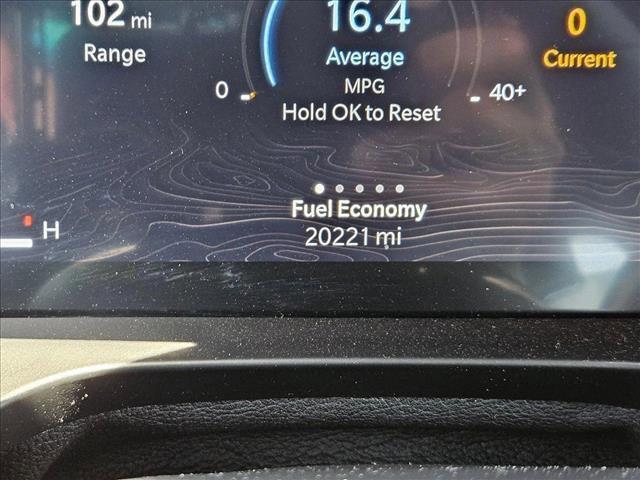 102 mi
Range
16.4
Average
MPG
Hold OK to Reset
0
40+
0
Current
Fuel Economy
20221 mi
H